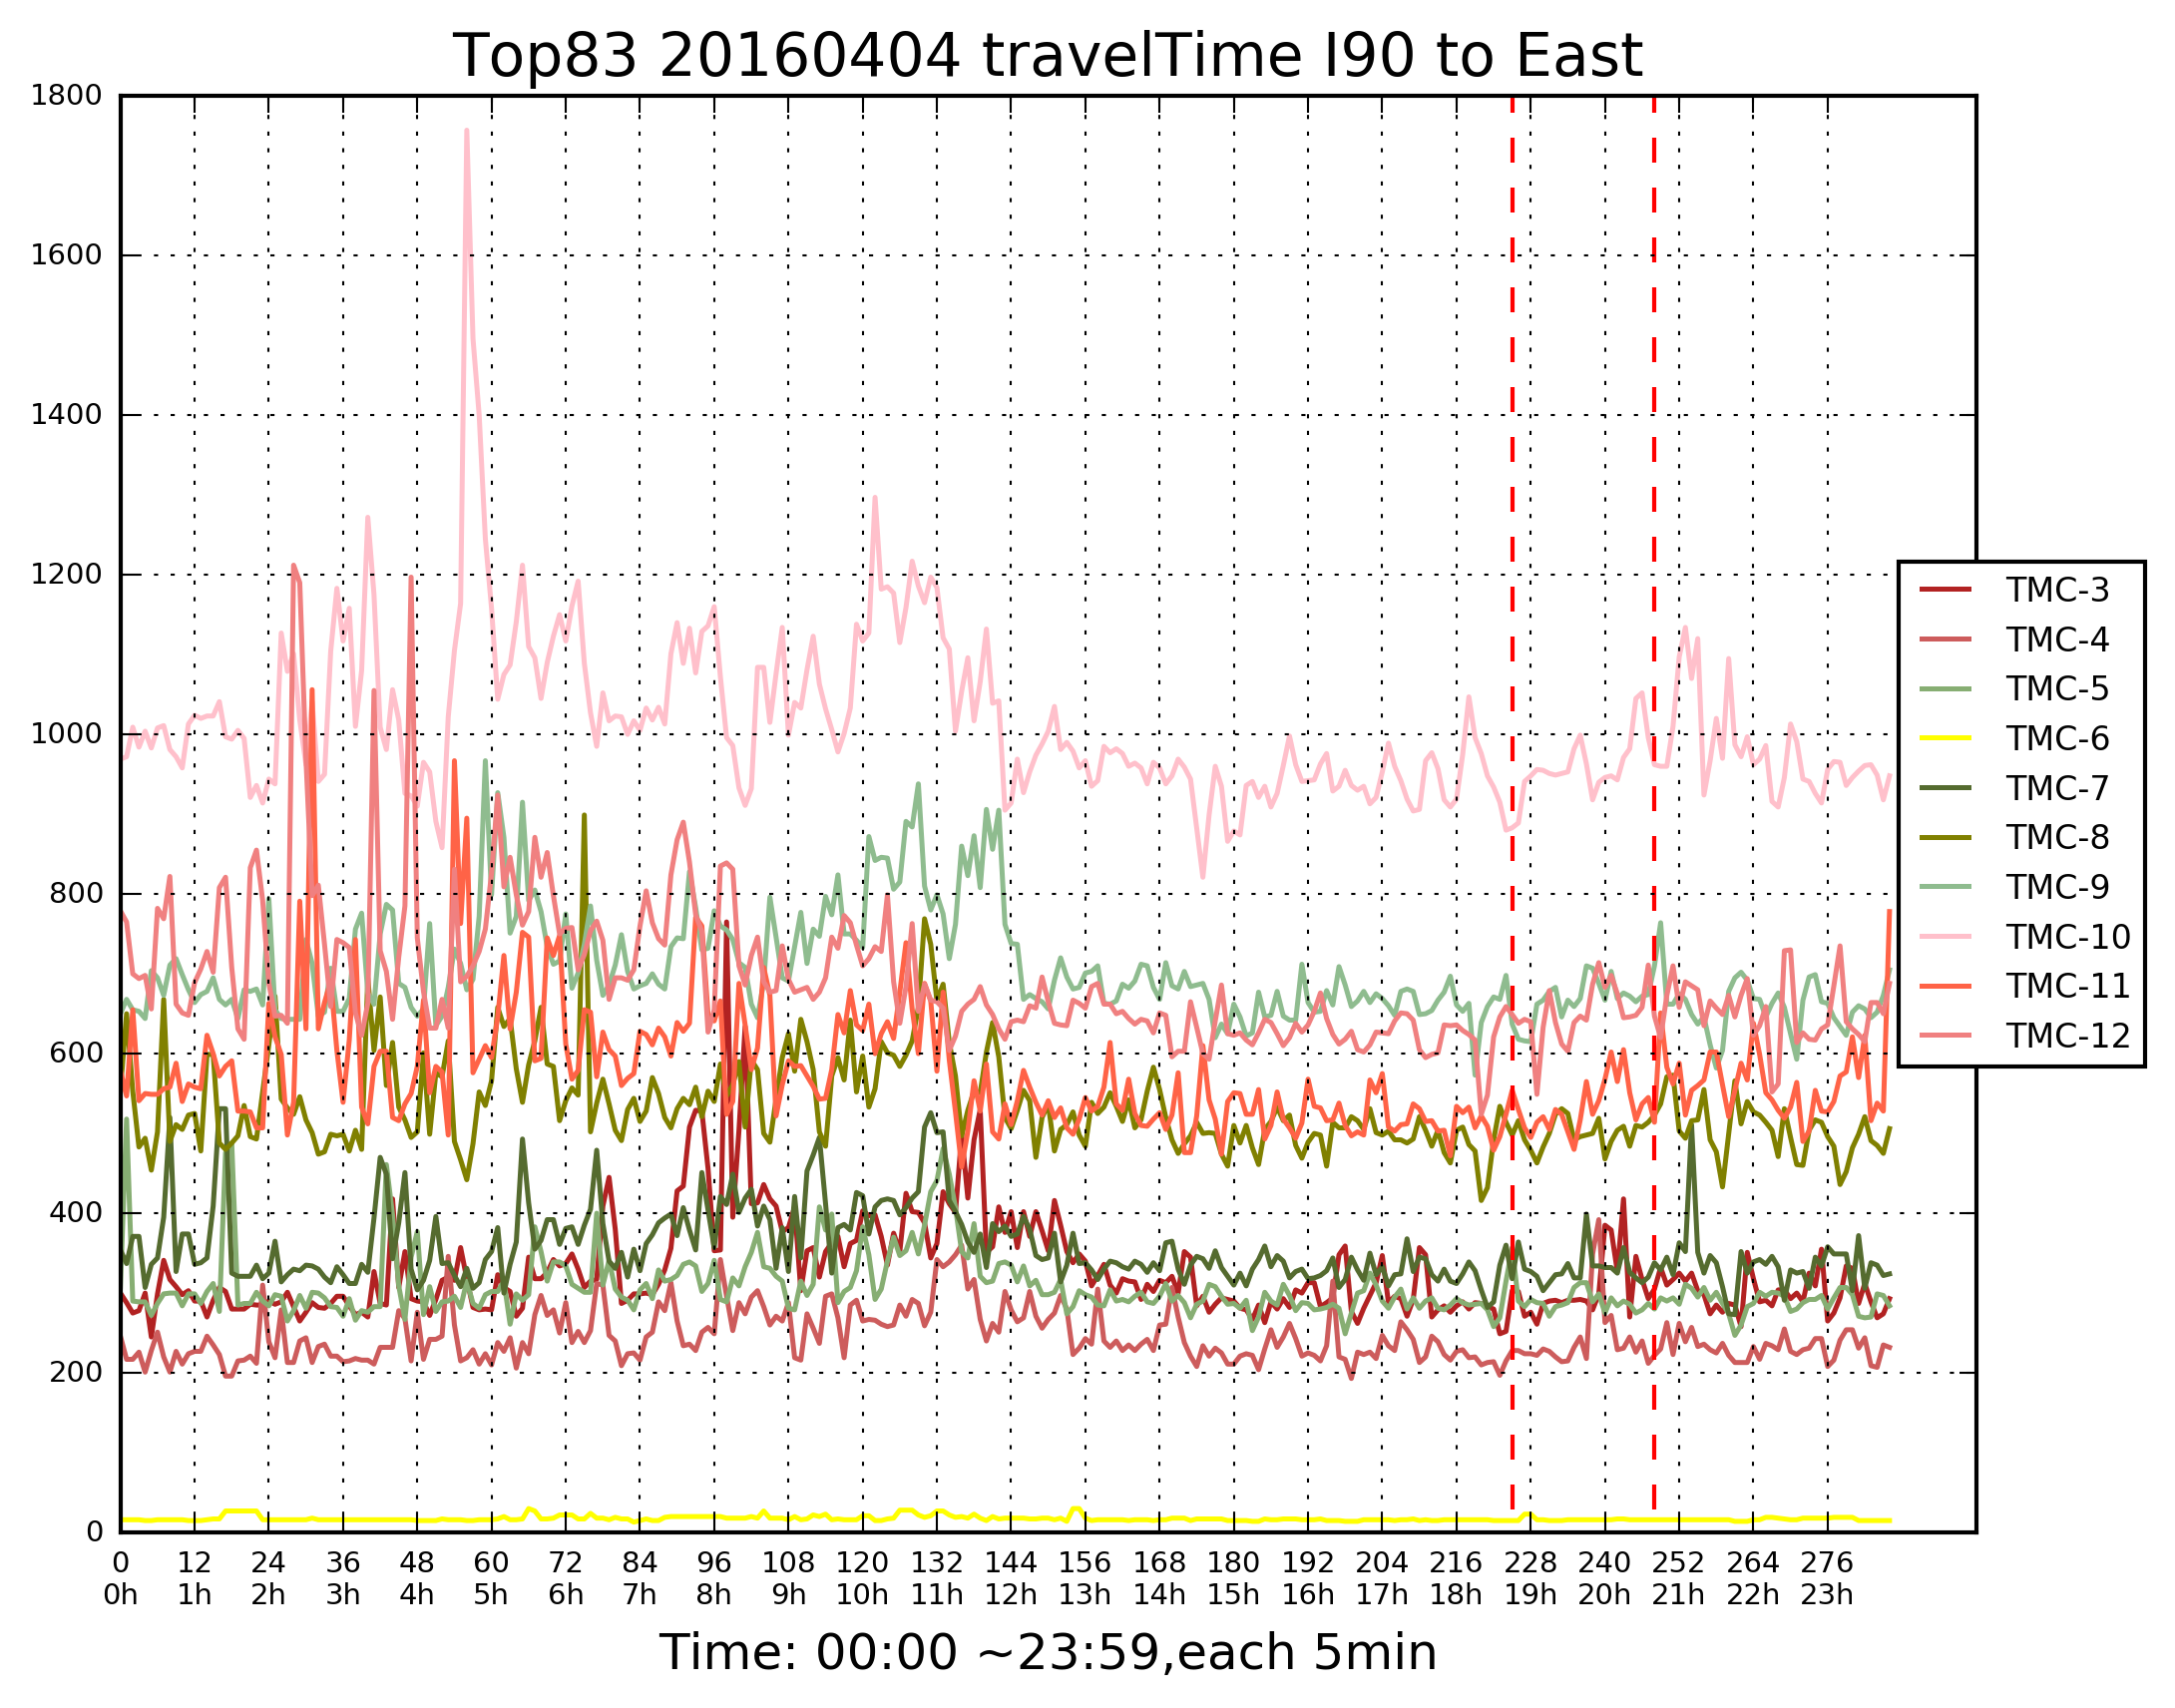 Top83 20160404 travelTime I90 to East
1800
1600
1400
1200
1000
800
600
400
200
0
TMC-3
TMC-4
TMC-5
TMC-6
TMC-7
TMC-8
TMC-9
TMC-10
TMC-11
TMC-12
0 12 24 36 48 60 72 84 96 108 120 132 144 156 168 180 192 204 216 228 240 252 264 276
0h 1h 2h 3h 4h 5h 6h 7h 8h 9h 10h 11h 12h 13h 14h 15h 16h 17h 18h 19h 20h 21h 22h 23h
Time: 00:00 ~23:59,each 5min